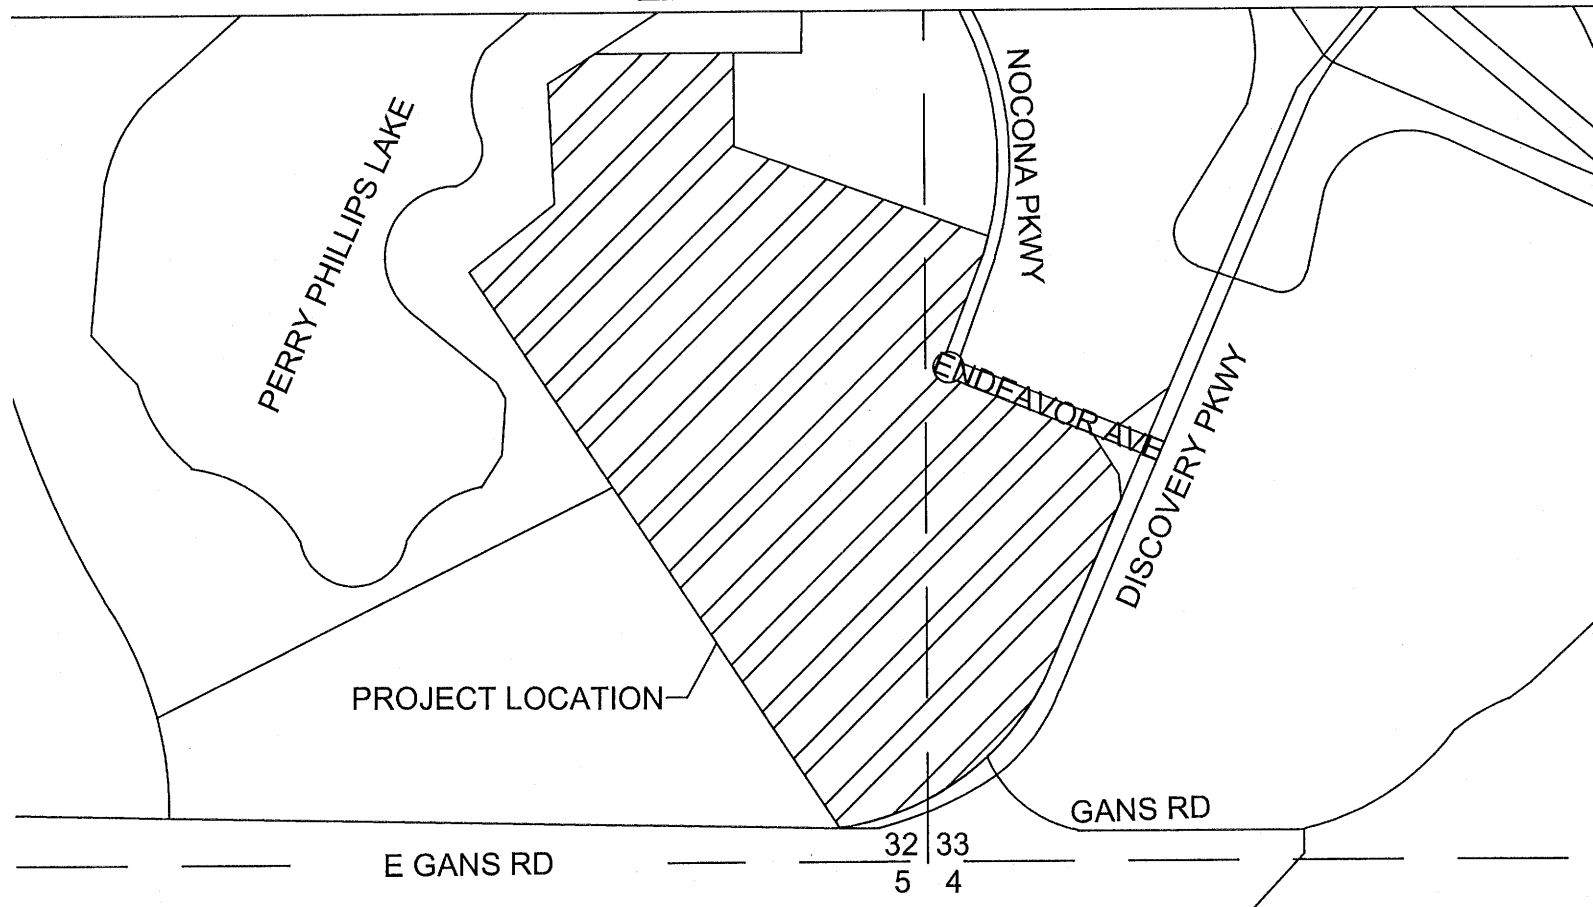 NOCONA PKWY
PERRY PHILLIPS LAKE
ENDEAVOR AVE
DISCOVERY PKWY
PROJECT LOCATION
GANS RD
E GANS RD
32 33
5 4